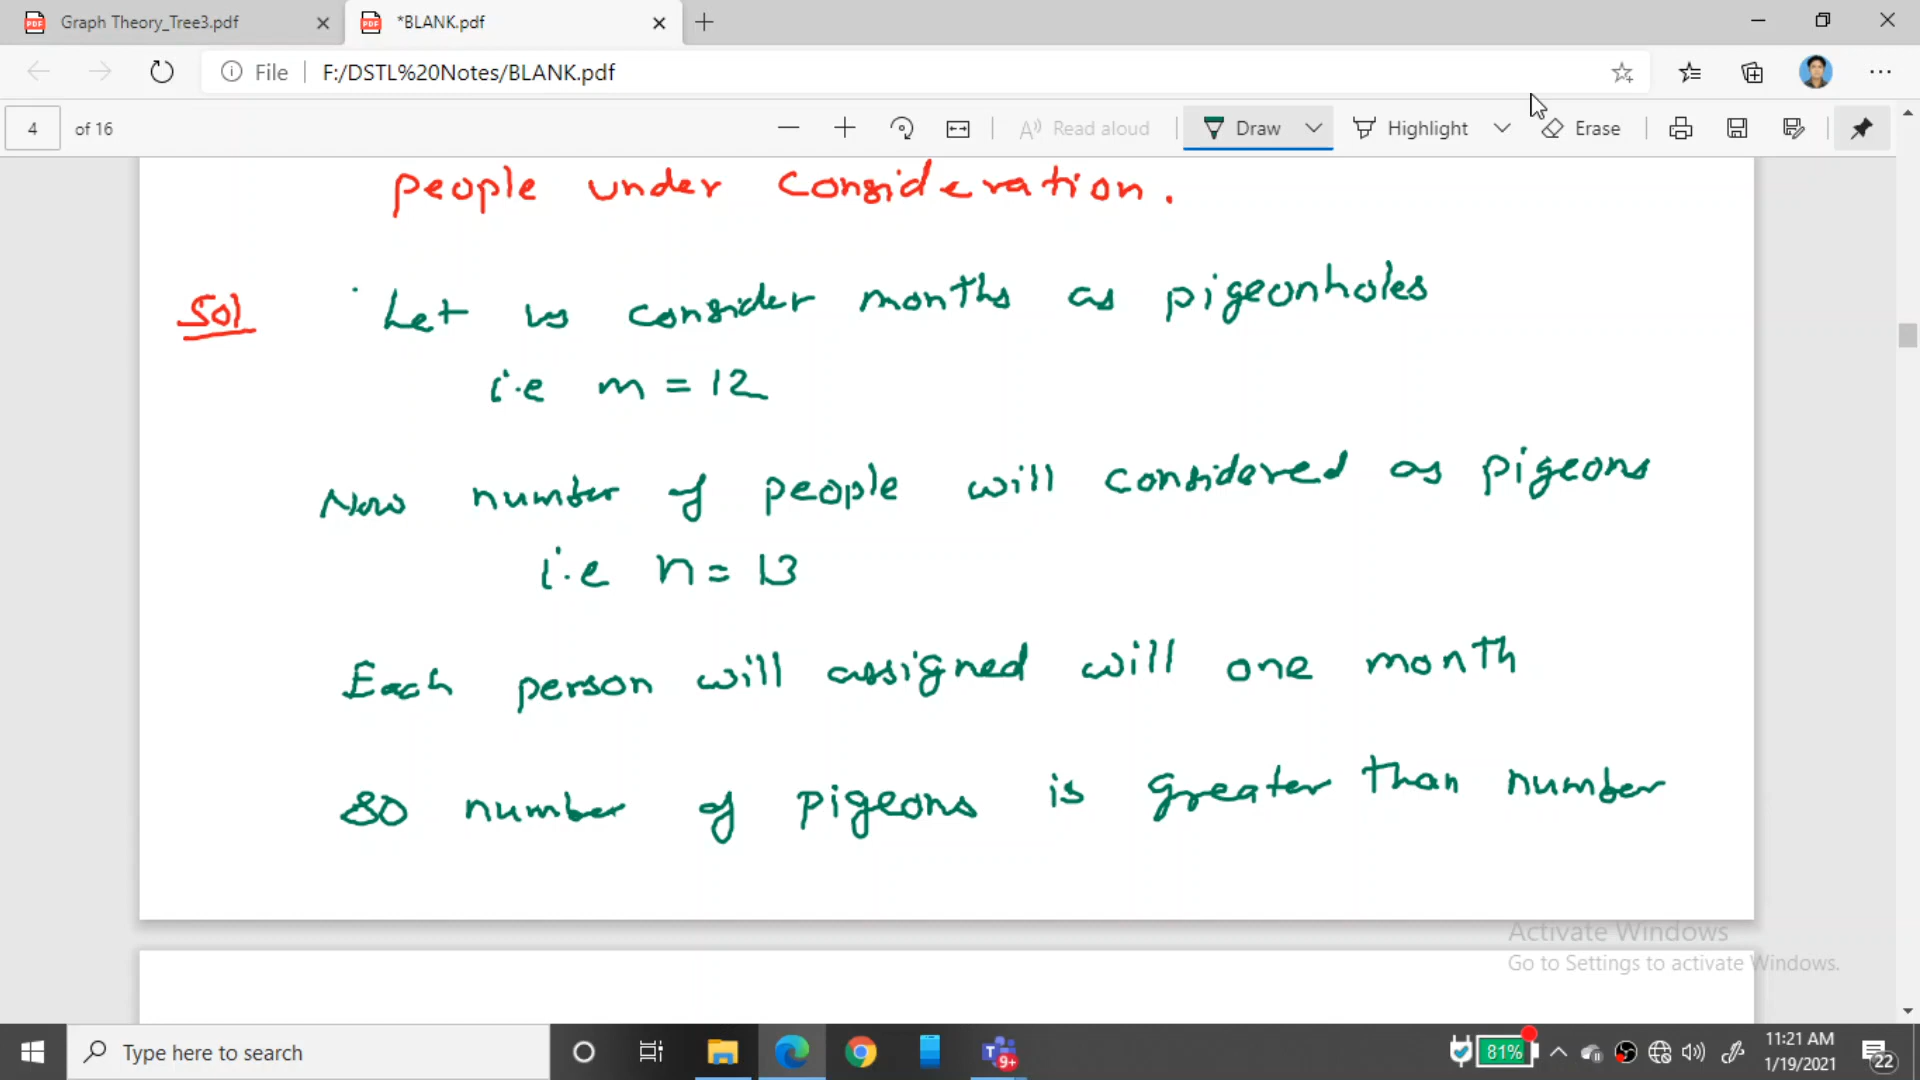 Graph Theory_Tree3.pdf
*BLANK.pdf
File
F:/DSTL%20Notes/BLANK.pdf
4 of 16
Read aloud
Draw
Highlight
Erase
people under consideration.
Sol
Let us consider months as pigeonholes
i.e m = 12
Now number of people will considered as pigeons
i.e n = 13
Each person will assigned will one month
So number of pigeons is greater than number
Activate Windows
Go to Settings to activate Windows.
Type here to search
9+
81%
11:21 AM
1/19/2021
22